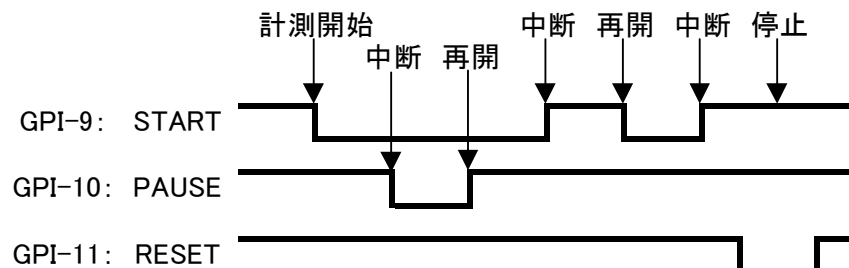 計測開始
中断 再開
中断 再開 中断 停止
GPI-9: START
GPI-10: PAUSE
GPI-11: RESET